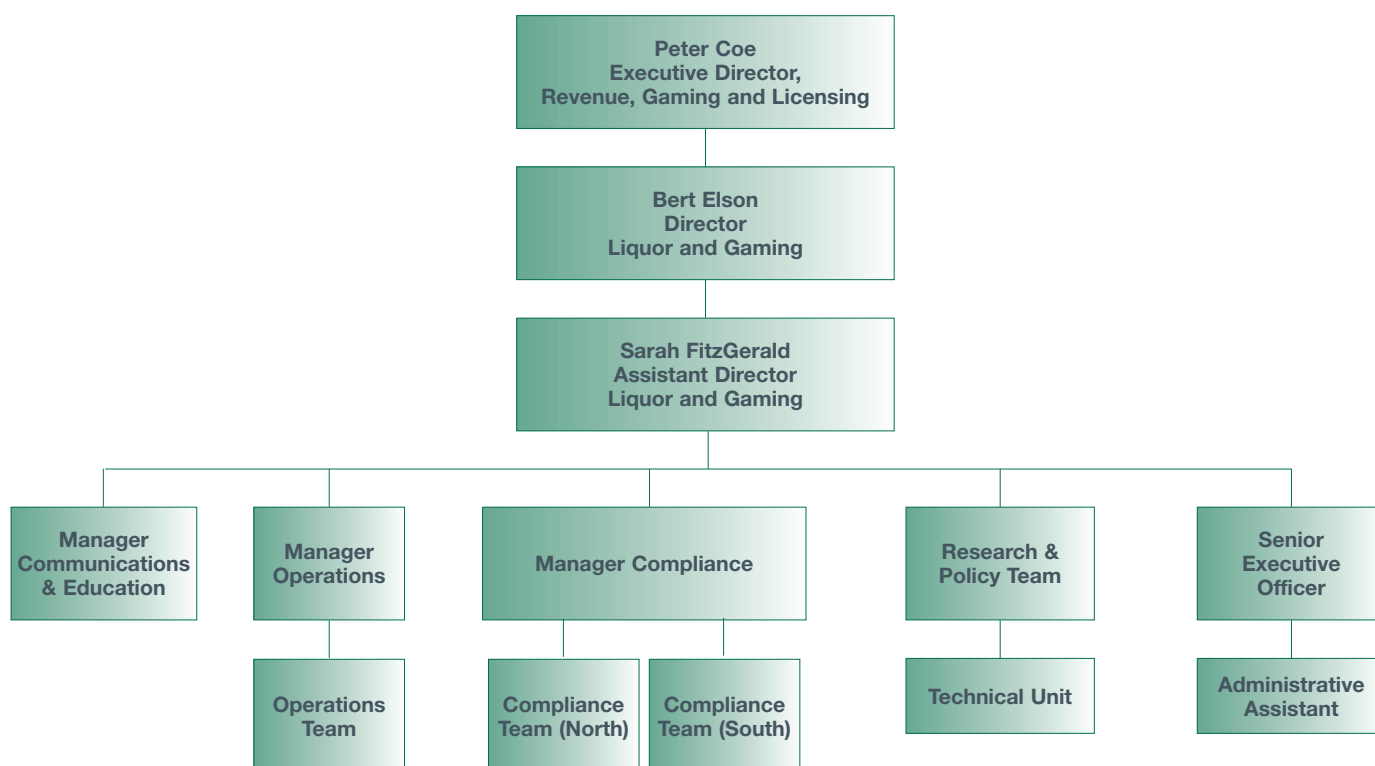 Peter Coe
Executive Director,
Revenue, Gaming and Licensing
Bert Elson
Director
Liquor and Gaming
Sarah FitzGerald
Assistant Director
Liquor and Gaming
Manager
Communications
& Education
Manager
Operations
Manager Compliance
Research &
Policy Team
Senior
Executive
Officer
Operations
Team
Compliance
Team (North)
Compliance
Team (South)
Technical Unit
Administrative
Assistant